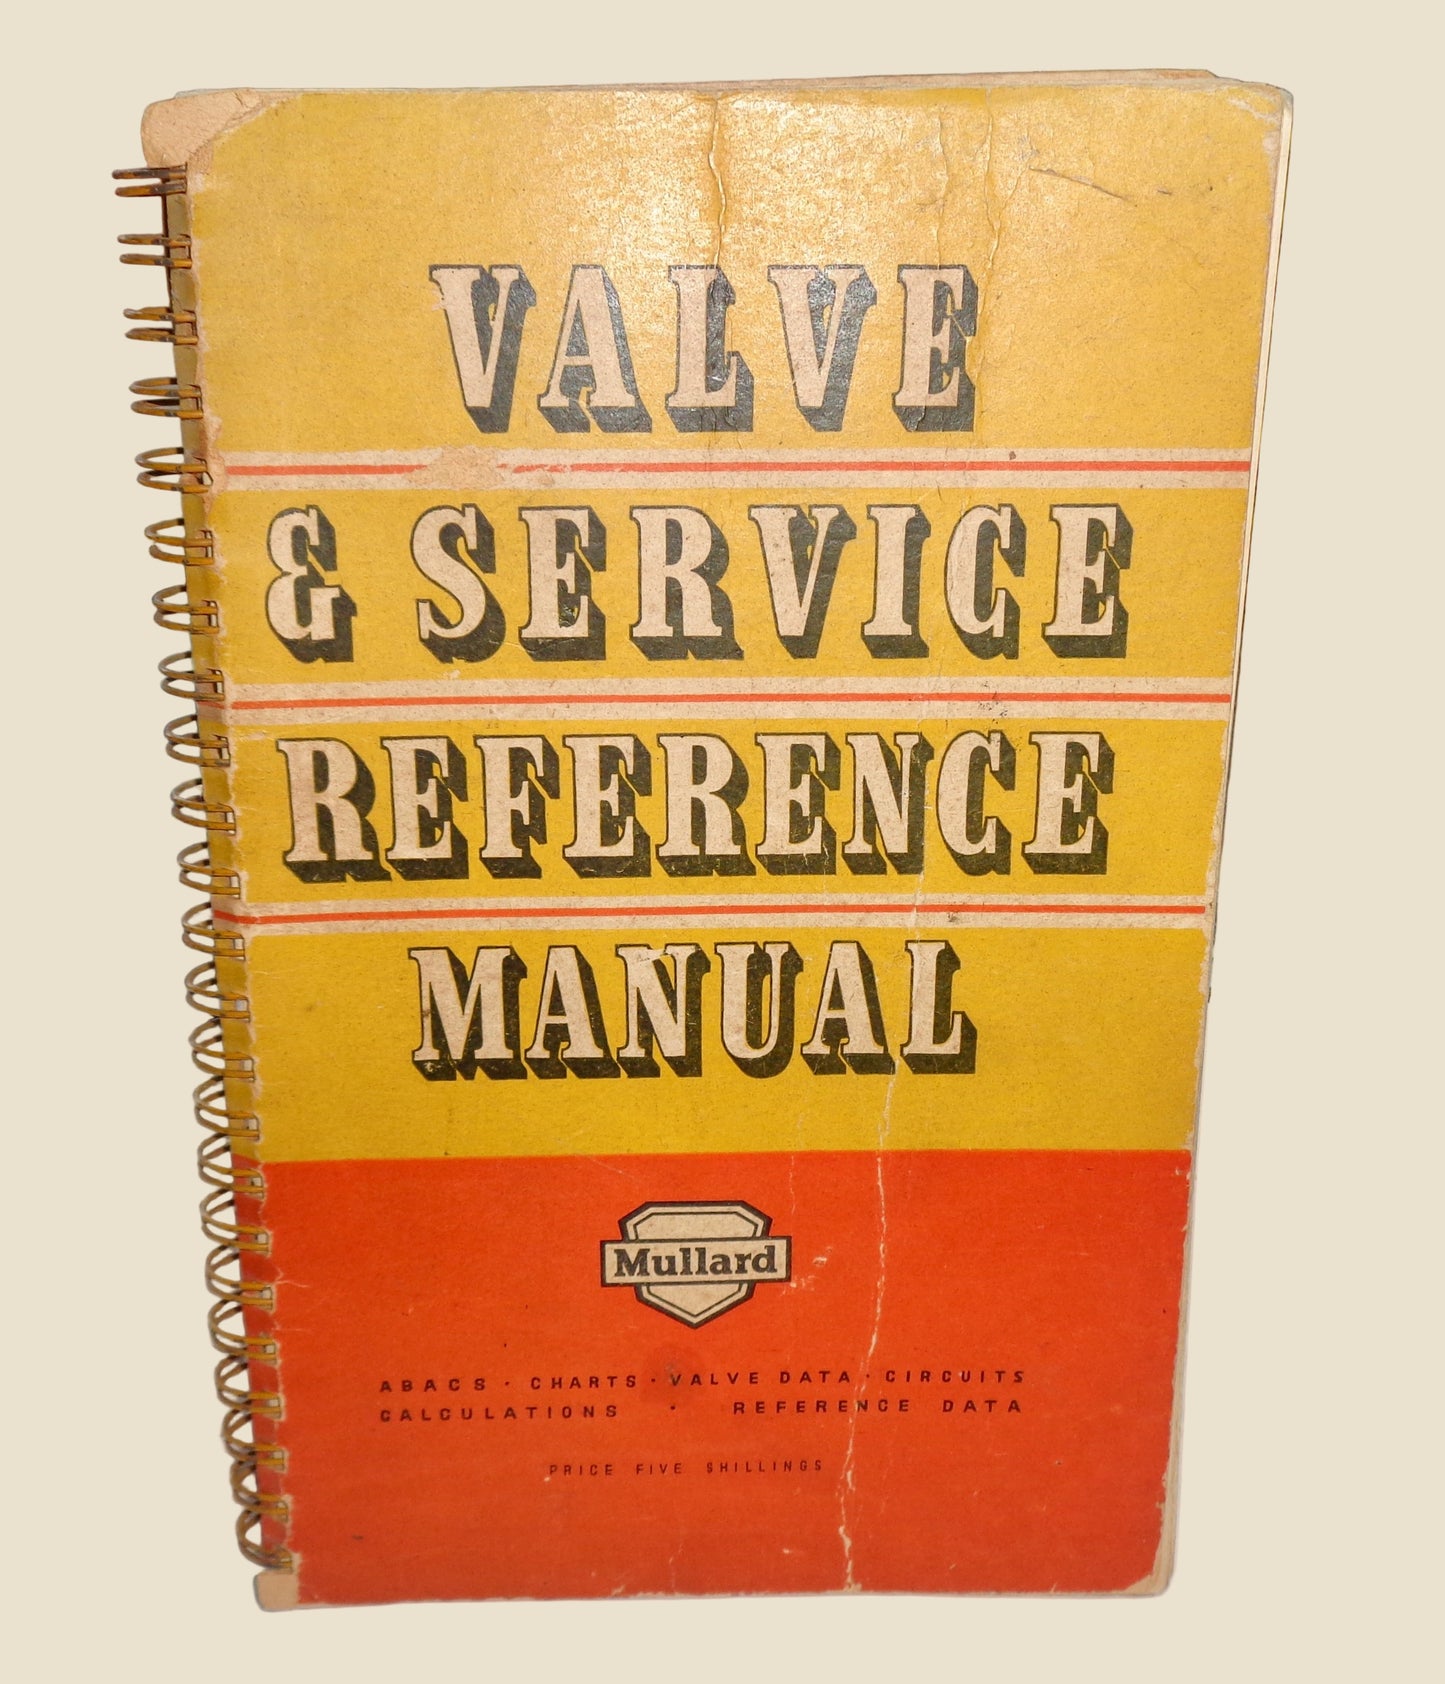 VALVE
& SERVICE
REFERENCE
MANUAL
Mullard
ABACS · CHARTS · VALVE DATA · CIRCUITS
CALCULATIONS · REFERENCE DATA
PRICE FIVE SHILLINGS